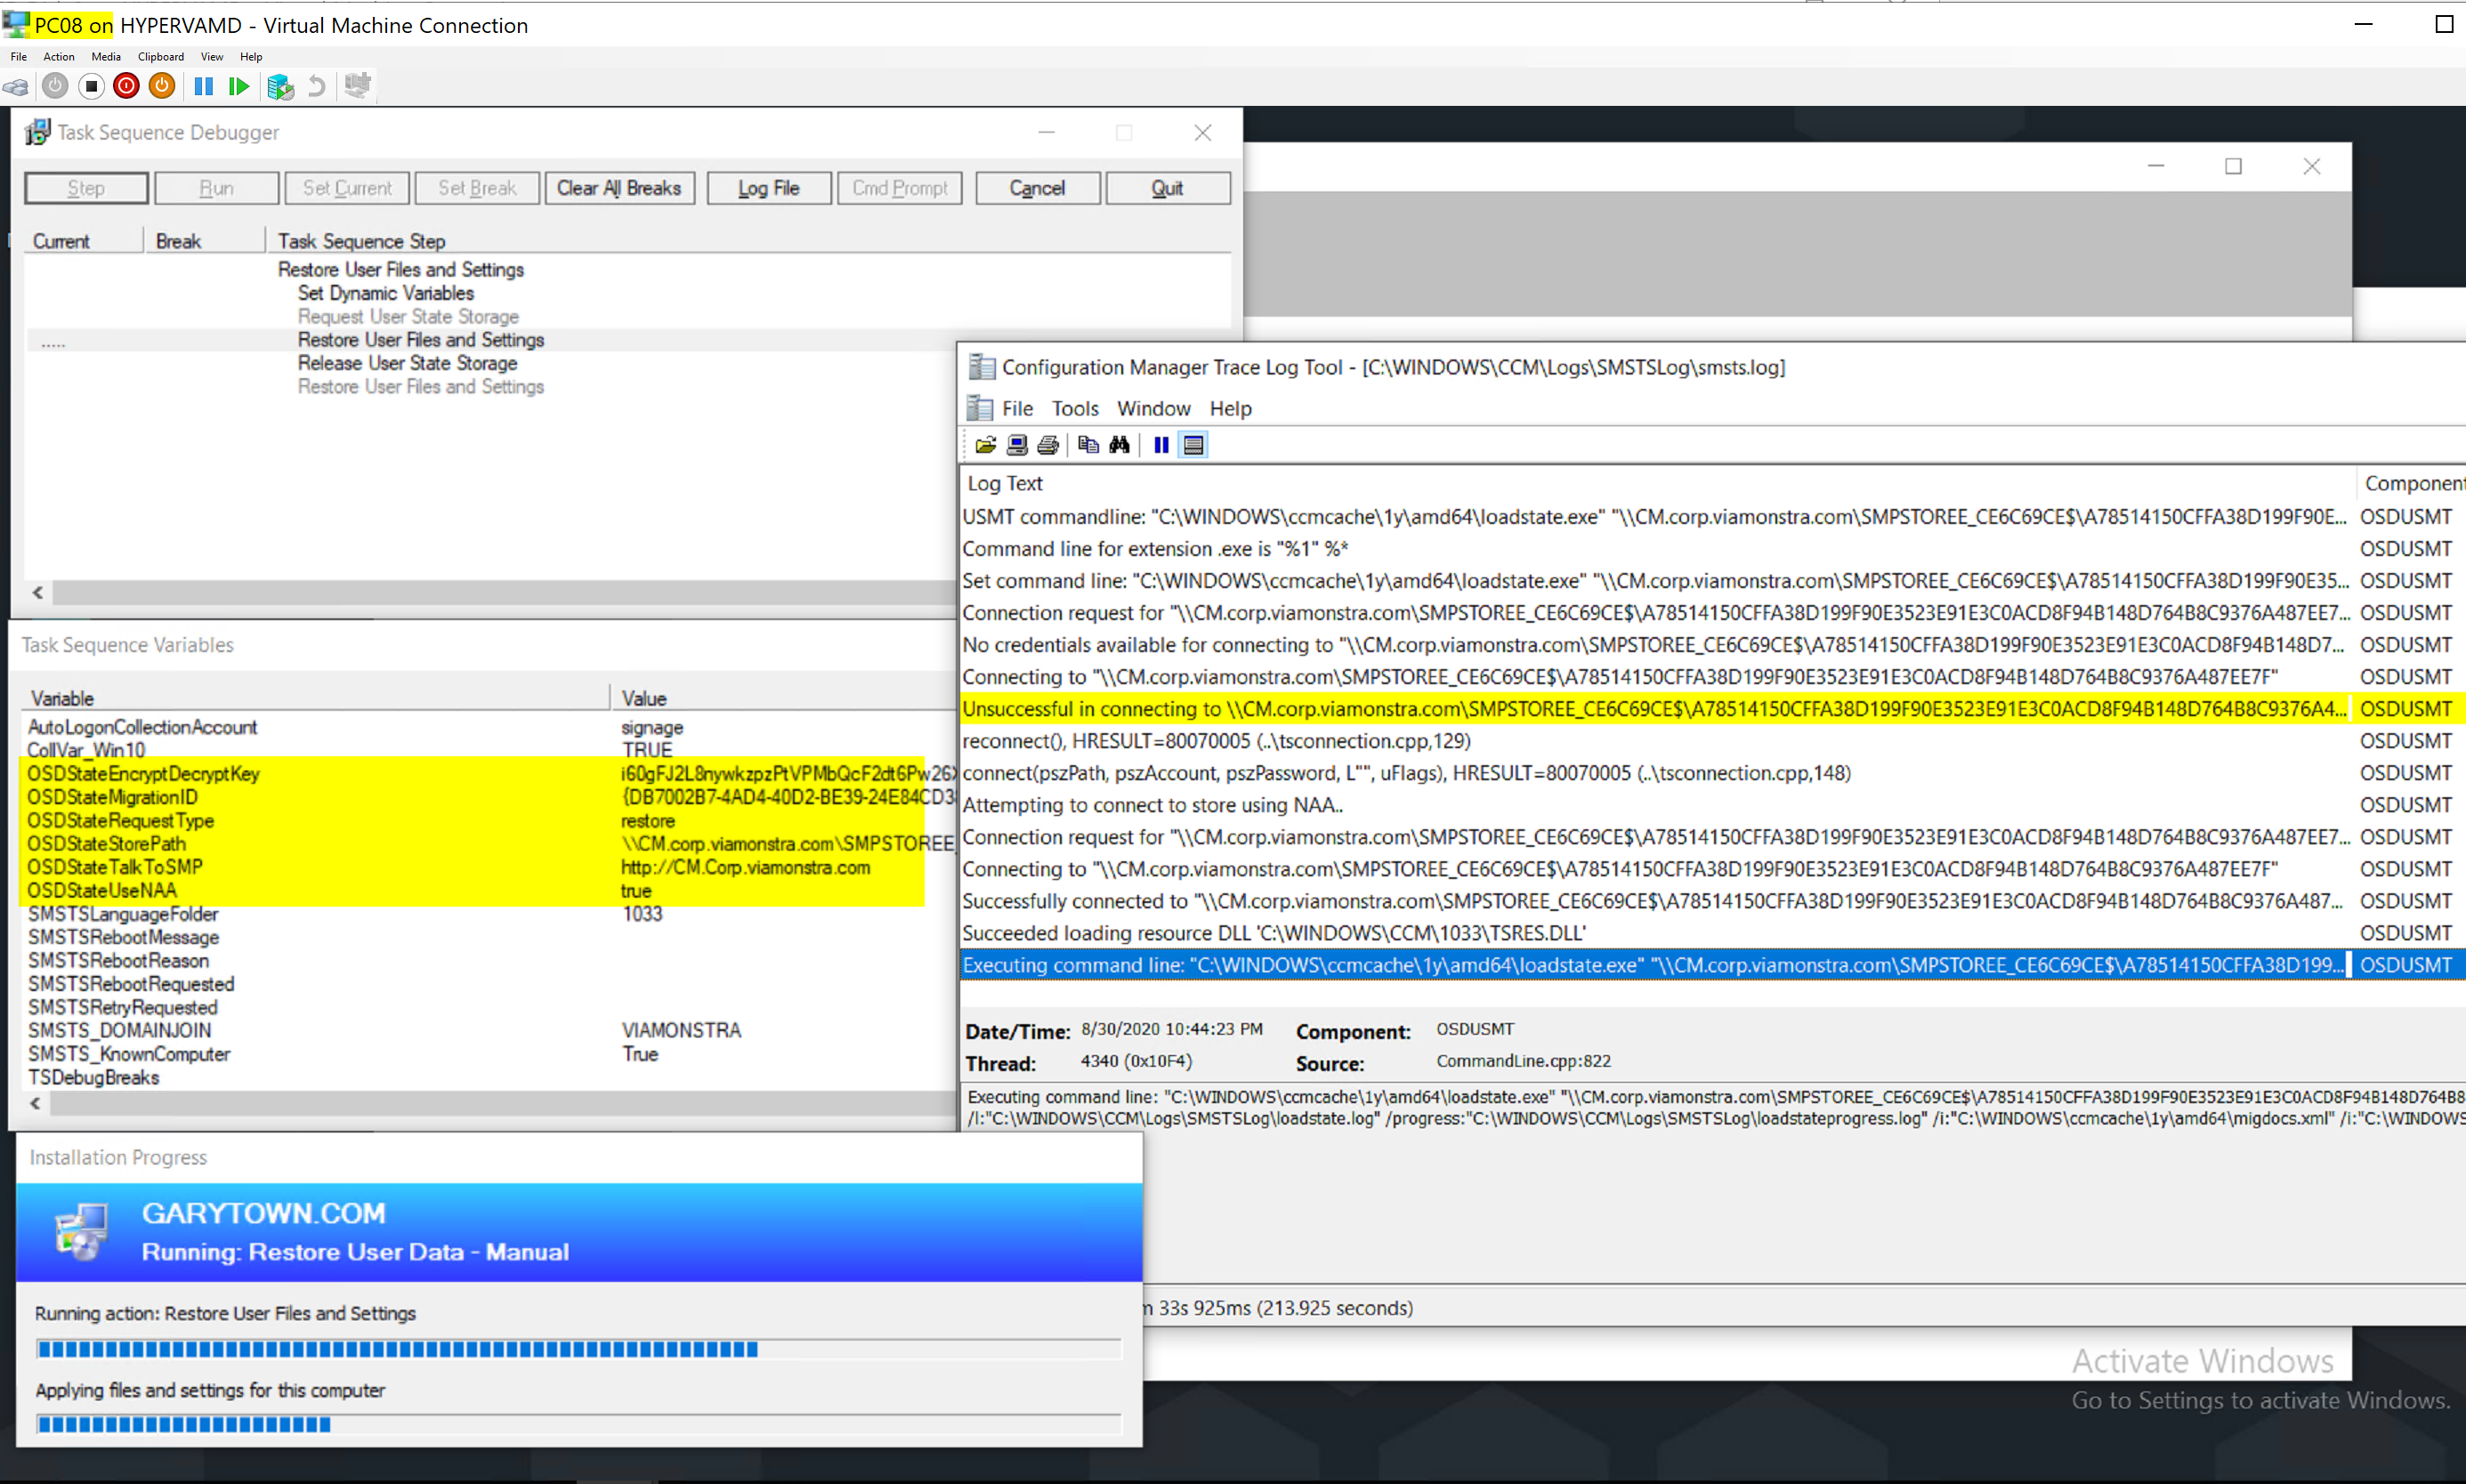 PC08 on HYPERVAMD - Virtual Machine Connection
File Action Media Clipboard View Help
Task Sequence Debugger
Step Run Set Current Set Break Clear All Breaks Log File Cmd Prompt Cancel Quit
Current Break Task Sequence Step
Restore User Files and Settings
Set Dynamic Variables
Request User State Storage
..... Restore User Files and Settings
Release User State Storage
Restore User Files and Settings
Task Sequence Variables
Variable Value
AutoLogonCollectionAccount signage
CollVar_Win10 TRUE
OSDStateEncryptDecryptKey i60gFJ2L8nywkzpzPtVPMbQcF2dt6Pw26X
OSDStateMigrationID {DB7002B7-4AD4-40D2-BE39-24E84CD3
OSDStateRequestType restore
OSDStateStorePath \\CM.corp.viamonstra.com\SMPSTOREE_
OSDStateTalkToSMP http://CM.Corp.viamonstra.com
OSDStateUseNAA true
SMSTSLanguageFolder 1033
SMSTSRebootMessage
SMSTSRebootReason
SMSTSRebootRequested
SMSTSRetryRequested
SMSTS_DOMAINJOIN VIAMONSTRA
SMSTS_KnownComputer True
TSDebugBreaks
Configuration Manager Trace Log Tool - [C:\WINDOWS\CCM\Logs\SMSTSLog\smsts.log]
File Tools Window Help
Log Text Component
USMT commandline: "C:\WINDOWS\ccmcache\1y\amd64\loadstate.exe" "\\CM.corp.viamonstra.com\SMPSTOREE_CE6C69CE$\A78514150CFFA38D199F90E... OSDUSMT
Command line for extension .exe is "%1" %* OSDUSMT
Set command line: "C:\WINDOWS\ccmcache\1y\amd64\loadstate.exe" "\\CM.corp.viamonstra.com\SMPSTOREE_CE6C69CE$\A78514150CFFA38D199F90E35... OSDUSMT
Connection request for "\\CM.corp.viamonstra.com\SMPSTOREE_CE6C69CE$\A78514150CFFA38D199F90E3523E91E3C0ACD8F94B148D764B8C9376A487EE7... OSDUSMT
No credentials available for connecting to "\\CM.corp.viamonstra.com\SMPSTOREE_CE6C69CE$\A78514150CFFA38D199F90E3523E91E3C0ACD8F94B148D7... OSDUSMT
Connecting to "\\CM.corp.viamonstra.com\SMPSTOREE_CE6C69CE$\A78514150CFFA38D199F90E3523E91E3C0ACD8F94B148D764B8C9376A487EE7F" OSDUSMT
Unsuccessful in connecting to \\CM.corp.viamonstra.com\SMPSTOREE_CE6C69CE$\A78514150CFFA38D199F90E3523E91E3C0ACD8F94B148D764B8C9376A4... OSDUSMT
reconnect(), HRESULT=80070005 (..\tsconnection.cpp,129) OSDUSMT
connect(pszPath, pszAccount, pszPassword, L"", uFlags), HRESULT=80070005 (..\tsconnection.cpp,148) OSDUSMT
Attempting to connect to store using NAA.. OSDUSMT
Connection request for "\\CM.corp.viamonstra.com\SMPSTOREE_CE6C69CE$\A78514150CFFA38D199F90E3523E91E3C0ACD8F94B148D764B8C9376A487EE7... OSDUSMT
Connecting to "\\CM.corp.viamonstra.com\SMPSTOREE_CE6C69CE$\A78514150CFFA38D199F90E3523E91E3C0ACD8F94B148D764B8C9376A487EE7F" OSDUSMT
Successfully connected to "\\CM.corp.viamonstra.com\SMPSTOREE_CE6C69CE$\A78514150CFFA38D199F90E3523E91E3C0ACD8F94B148D764B8C9376A487... OSDUSMT
Succeeded loading resource DLL 'C:\WINDOWS\CCM\1033\TSRES.DLL' OSDUSMT
Executing command line: "C:\WINDOWS\ccmcache\1y\amd64\loadstate.exe" "\\CM.corp.viamonstra.com\SMPSTOREE_CE6C69CE$\A78514150CFFA38D199... OSDUSMT
Date/Time: 8/30/2020 10:44:23 PM Component: OSDUSMT
Thread: 4340 (0x10F4) Source: CommandLine.cpp:822
Executing command line: "C:\WINDOWS\ccmcache\1y\amd64\loadstate.exe" "\\CM.corp.viamonstra.com\SMPSTOREE_CE6C69CE$\A78514150CFFA38D199F90E3523E91E3C0ACD8F94B148D764B8
/l:"C:\WINDOWS\CCM\Logs\SMSTSLog\loadstate.log" /progress:"C:\WINDOWS\CCM\Logs\SMSTSLog\loadstateprogress.log" /i:"C:\WINDOWS\ccmcache\1y\amd64\migdocs.xml" /i:"C:\WINDOWS
33s 925ms (213.925 seconds)
Installation Progress
GARYTOWN.COM
Running: Restore User Data - Manual
Running action: Restore User Files and Settings
Applying files and settings for this computer
Activate Windows
Go to Settings to activate Windows.